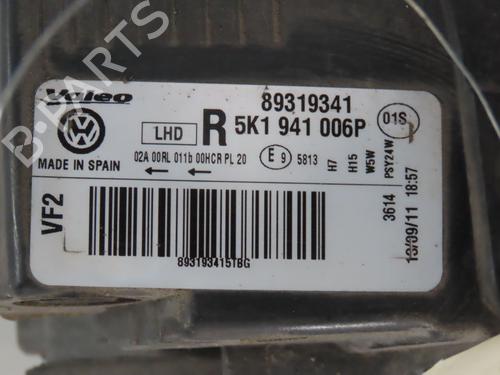 Valeo
89319341
LHD R 5K1 941 006P 01S
02A 00RL 011b 00HCR PL 20 E 9 5813
MADE IN SPAIN
H7
H15
W5W
PSY24W
3614
13/09/11 18:57
VF2
89319341STBG
B-PARTS